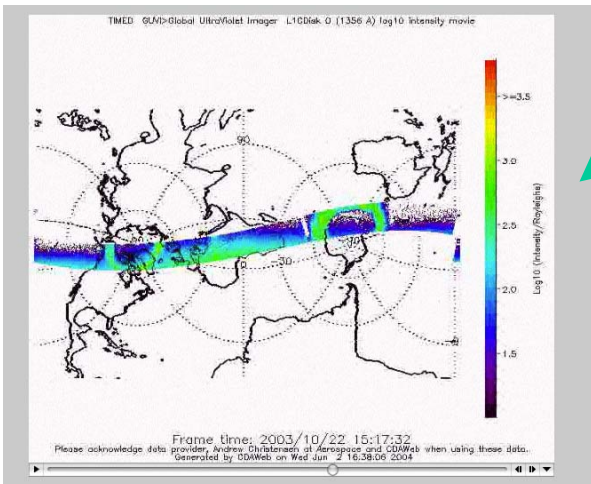 TIMED GUVI>Global UltraViolet Imager L1CDisk O (1356 A) log10 intensity movie
>=3.5
90
3.0
2.5
-30
0
2.0
1.5
Log10 (Intensity/Rayleighs)
Frame time: 2003/10/22 15:17:32
Please acknowledge data provider, Andrew Christensen at Aerospace and CDAWeb when using these data.
Generated by CDAWeb on Wed Jun 2 16:38:06 2004